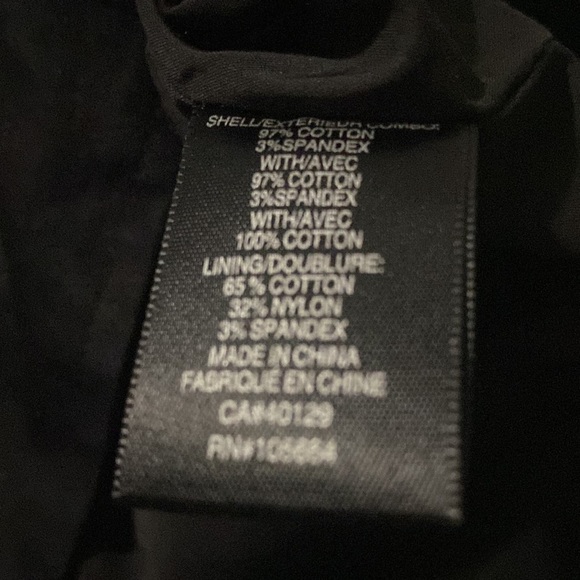 SHELL/EXTERIEUR COMBO:
97% COTTON
3%SPANDEX
WITH/AVEC
97% COTTON
3%SPANDEX
WITH/AVEC
100% COTTON
LINING/DOUBLURE:
65% COTTON
32% NYLON
3% SPANDEX
MADE IN CHINA
FABRIQUE EN CHINE
CA#40129